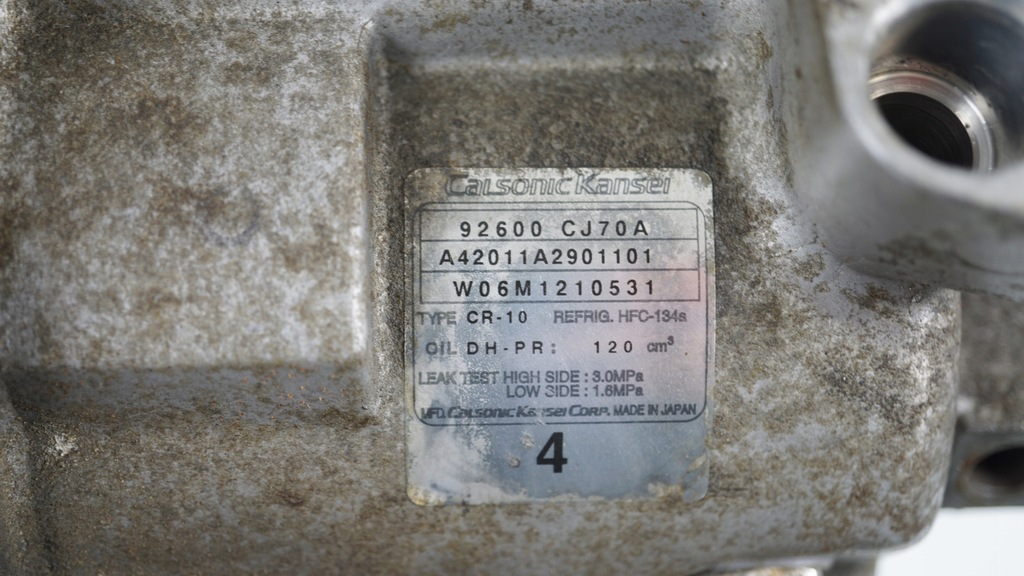 Calsonic Kansei
92600 CJ70A
A42011A2901101
W06M1210531
TYPE CR-10 REFRIG. HFC-134a
OIL DH-PR: 120 cm³
LEAK TEST HIGH SIDE : 3.0MPa
LOW SIDE : 1.6MPa
MFD. Calsonic Kansei Corp. MADE IN JAPAN
4